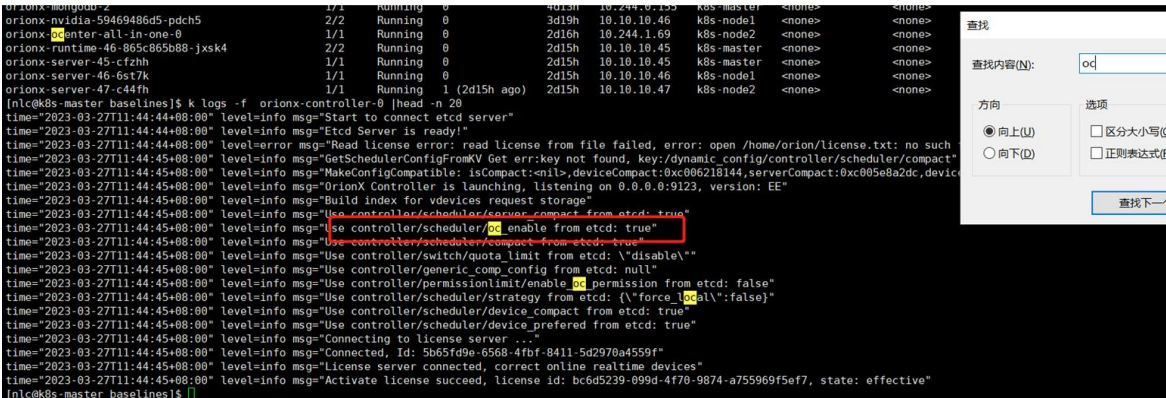 orionx-mongodb-2 1/1 Running 0 4d13h 10.244.0.155 k8s-master <none> <none>
orionx-nvidia-59469486d5-pdch5 2/2 Running 0 3d19h 10.10.10.46 k8s-node1 <none> <none>
orionx-ocenter-all-in-one-0 1/1 Running 0 2d16h 10.244.1.69 k8s-node2 <none> <none>
orionx-runtime-46-865c865b88-jxsk4 2/2 Running 0 2d15h 10.10.10.45 k8s-master <none> <none>
orionx-server-45-cfzhh 1/1 Running 0 2d15h 10.10.10.45 k8s-master <none> <none>
orionx-server-46-6st7k 1/1 Running 0 2d15h 10.10.10.46 k8s-node1 <none> <none>
orionx-server-47-c44fh 1/1 Running 1 (2d15h ago) 2d15h 10.10.10.47 k8s-node2 <none> <none>
[nlc@k8s-master baselines]$ k logs -f orionx-controller-0 |head -n 20
time="2023-03-27T11:44:44+08:00" level=info msg="Start to connect etcd server"
time="2023-03-27T11:44:44+08:00" level=info msg="Etcd Server is ready!"
time="2023-03-27T11:44:44+08:00" level=error msg="Read license error: read license from file failed, error: open /home/orion/license.txt: no such
time="2023-03-27T11:44:45+08:00" level=info msg="GetSchedulerConfigFromKV Get err:key not found, key:/dynamic_config/controller/scheduler/compact"
time="2023-03-27T11:44:45+08:00" level=info msg="MakeConfigCompatible: isCompact:<nil>,deviceCompact:0xc006218144,serverCompact:0xc005e8a2dc,device
time="2023-03-27T11:44:45+08:00" level=info msg="OrionX Controller is launching, listening on 0.0.0.0:9123, version: EE"
time="2023-03-27T11:44:45+08:00" level=info msg="Build index for vdevices request storage"
time="2023-03-27T11:44:45+08:00" level=info msg="Use controller/scheduler/server_compact from etcd: true"
time="2023-03-27T11:44:45+08:00" level=info msg="Use controller/scheduler/oc_enable from etcd: true"
time="2023-03-27T11:44:45+08:00" level=info msg="Use controller/scheduler/compact from etcd: true"
time="2023-03-27T11:44:45+08:00" level=info msg="Use controller/switch/quota_limit from etcd: \"disable\""
time="2023-03-27T11:44:45+08:00" level=info msg="Use controller/generic_comp_config from etcd: null"
time="2023-03-27T11:44:45+08:00" level=info msg="Use controller/permissionlimit/enable_oc_permission from etcd: false"
time="2023-03-27T11:44:45+08:00" level=info msg="Use controller/scheduler/strategy from etcd: {\"force_local\":false}"
time="2023-03-27T11:44:45+08:00" level=info msg="Use controller/scheduler/device_compact from etcd: true"
time="2023-03-27T11:44:45+08:00" level=info msg="Use controller/scheduler/device_prefered from etcd: true"
time="2023-03-27T11:44:45+08:00" level=info msg="Connecting to license server ..."
time="2023-03-27T11:44:45+08:00" level=info msg="Connected, Id: 5b65fd9e-6568-4fbf-8411-5d2970a4559f"
time="2023-03-27T11:44:45+08:00" level=info msg="License server connected, correct online realtime devices"
time="2023-03-27T11:44:45+08:00" level=info msg="Activate license succeed, license id: bc6d5239-099d-4f70-9874-a755969f5ef7, state: effective"
[nlc@k8s-master baselines]$
查找
查找内容(N): oc
方向 选项
向上(U) 区分大小写(
向下(D) 正则表达式(
查找下一